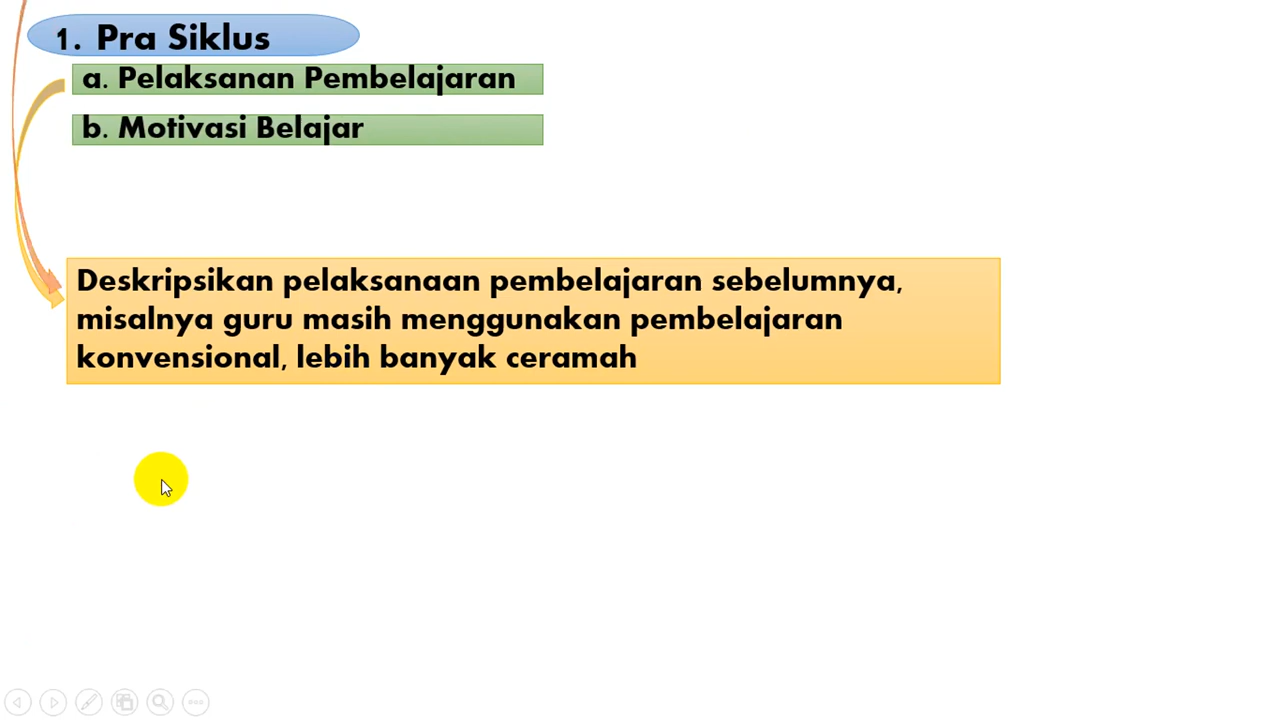 1. Pra Siklus
a. Pelaksanan Pembelajaran
b. Motivasi Belajar
Deskripsikan pelaksanaan pembelajaran sebelumnya,
misalnya guru masih menggunakan pembelajaran
konvensional, lebih banyak ceramah